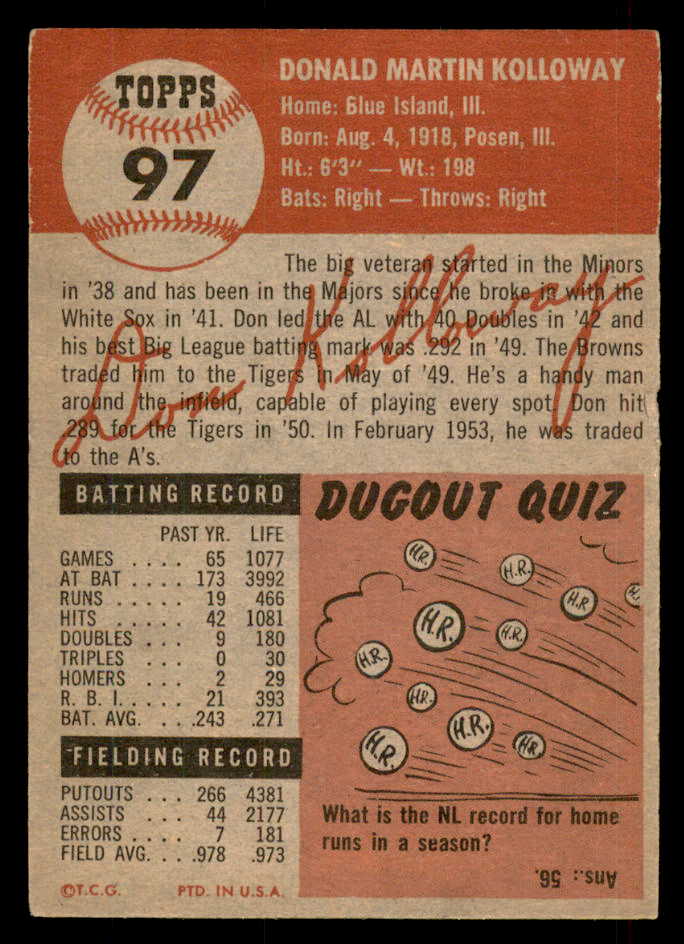 TOPPS
97
DONALD MARTIN KOLLOWAY
Home: Blue Island, Ill.
Born: Aug. 4, 1918, Posen, Ill.
Ht.: 6'3" — Wt.: 198
Bats: Right — Throws: Right
The big veteran started in the Minors
in '38 and has been in the Majors since he broke in with the
White Sox in '41. Don led the AL with 40 Doubles in '42 and
his best Big League batting mark was .292 in '49. The Browns
traded him to the Tigers in May of '49. He's a handy man
around the infield, capable of playing every spot. Don hit
.289 for the Tigers in '50. In February 1953, he was traded
to the A's.
Don Kolloway
BATTING RECORD
PAST YR. LIFE
GAMES .... 65 1077
AT BAT .... 173 3992
RUNS ..... 19 466
HITS ..... 42 1081
DOUBLES .. 9 180
TRIPLES ... 0 30
HOMERS ... 2 29
R. B. I..... 21 393
BAT. AVG. ...243 .271
FIELDING RECORD
PUTOUTS ... 266 4381
ASSISTS ... 44 2177
ERRORS .... 7 181
FIELD AVG. ...978 .973
©T.C.G. PTD. IN U.S.A.
DUGOUT QUIZ
H.R.
H.R.
H.R.
H.R.
H.R.
H.R.
H.R.
H.R.
H.R.
H.R.
H.R.
What is the NL record for home
runs in a season?
Ans.: 56.